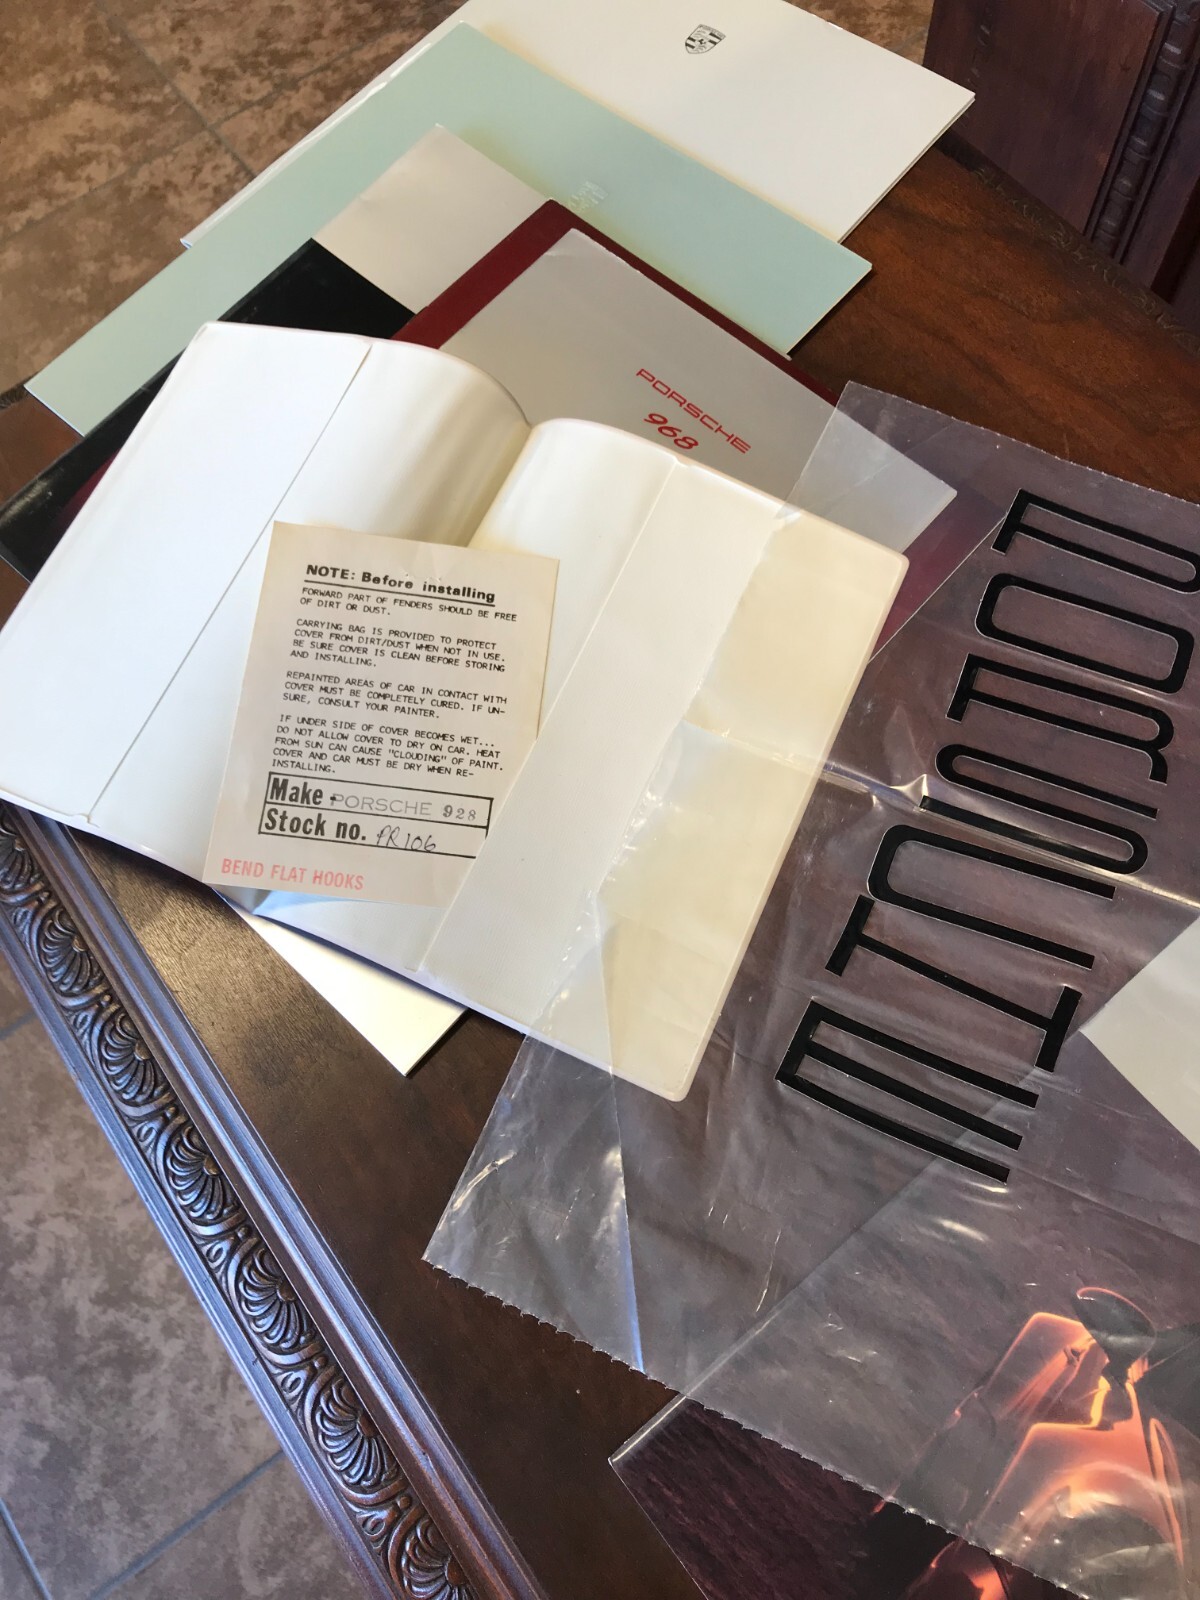 PORSCHE
968
NOTE: Before installing
FORWARD PART OF FENDERS SHOULD BE FREE
OF DIRT OR DUST.
CARRYING BAG IS PROVIDED TO PROTECT
COVER FROM DIRT/DUST WHEN NOT IN USE.
BE SURE COVER IS CLEAN BEFORE STORING
AND INSTALLING.
REPAINTED AREAS OF CAR IN CONTACT WITH
COVER MUST BE COMPLETELY CURED. IF UN-
SURE, CONSULT YOUR PAINTER.
IF UNDER SIDE OF COVER BECOMES WET...
DO NOT ALLOW COVER TO DRY ON CAR. HEAT
FROM SUN CAN CAUSE "CLOUDING" OF PAINT.
COVER AND CAR MUST BE DRY WHEN RE-
INSTALLING.
Make PORSCHE 928
Stock no. PR106
BEND FLAT HOOKS
PORSCHE